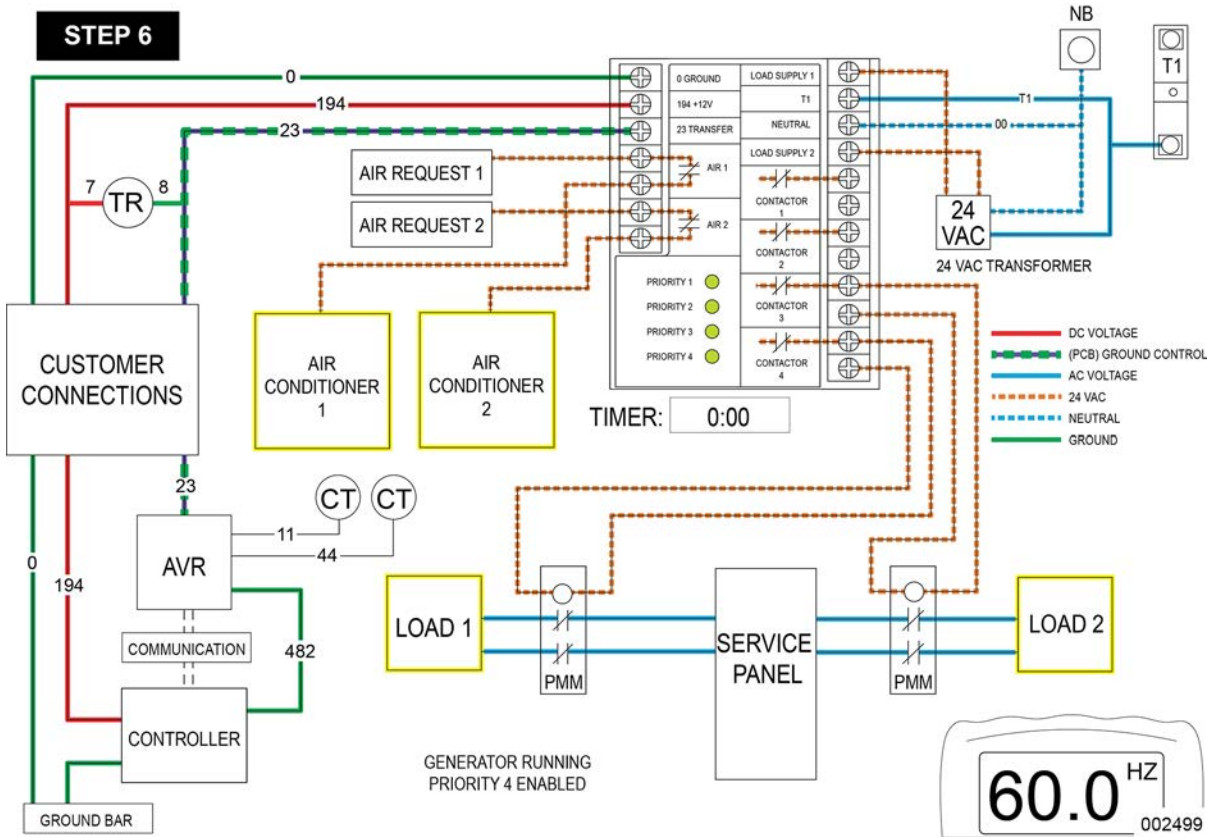 STEP 6
0
194
23
7
TR
8
AIR REQUEST 1
AIR REQUEST 2
0 GROUND
194 +12V
23 TRANSFER
AIR 1
AIR 2
LOAD SUPPLY 1
T1
NEUTRAL
LOAD SUPPLY 2
CONTACTOR
1
CONTACTOR
2
CONTACTOR
3
CONTACTOR
4
PRIORITY 1
PRIORITY 2
PRIORITY 3
PRIORITY 4
TIMER:
0:00
NB
T1
T1
00
24
VAC
24 VAC TRANSFORMER
DC VOLTAGE
(PCB) GROUND CONTROL
AC VOLTAGE
24 VAC
NEUTRAL
GROUND
CUSTOMER
CONNECTIONS
AIR
CONDITIONER
1
AIR
CONDITIONER
2
23
0
194
AVR
11
44
CT
CT
COMMUNICATION
482
CONTROLLER
GROUND BAR
LOAD 1
PMM
SERVICE
PANEL
PMM
LOAD 2
GENERATOR RUNNING
PRIORITY 4 ENABLED
60.0 HZ
002499